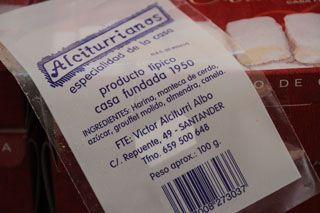 Alciturrianos
especialidad de la casa
producto típico
casa fundada 1950
INGREDIENTES: Harina, manteca de cerdo,
azúcar, grouffel molido, almendra, canela.
FTE: Víctor Alciturri Albo
C/. Repuente, 49 - SANTANDER
Tfno. 659 500 648
Peso aprox.: 100 g.